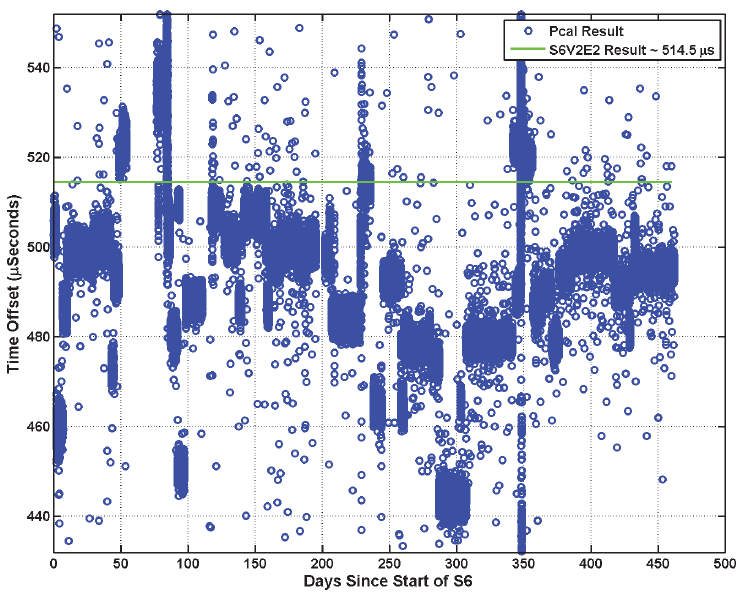 Pcal Result
S6V2E2 Result ~ 514.5 μs
Time Offset (μSeconds)
540
520
500
480
460
440
0 50 100 150 200 250 300 350 400 450 500
Days Since Start of S6